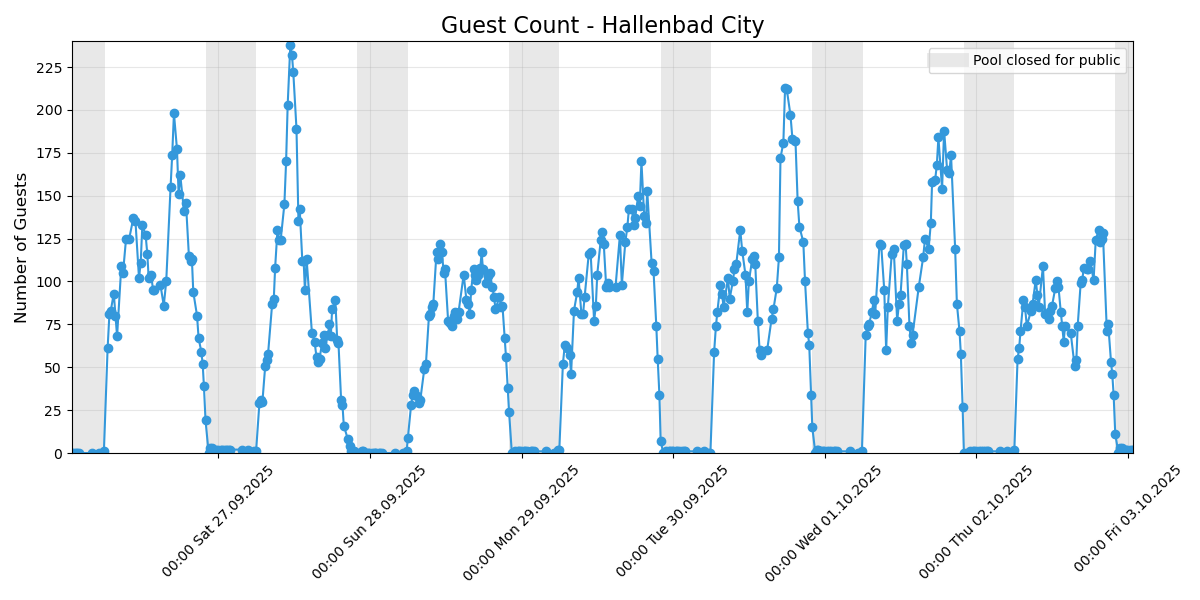 Guest Count - Hallenbad City
Pool closed for public
Number of Guests
225
200
175
150
125
100
75
50
25
0
00:00 Sat 27.09.2025
00:00 Sun 28.09.2025
00:00 Mon 29.09.2025
00:00 Tue 30.09.2025
00:00 Wed 01.10.2025
00:00 Thu 02.10.2025
00:00 Fri 03.10.2025